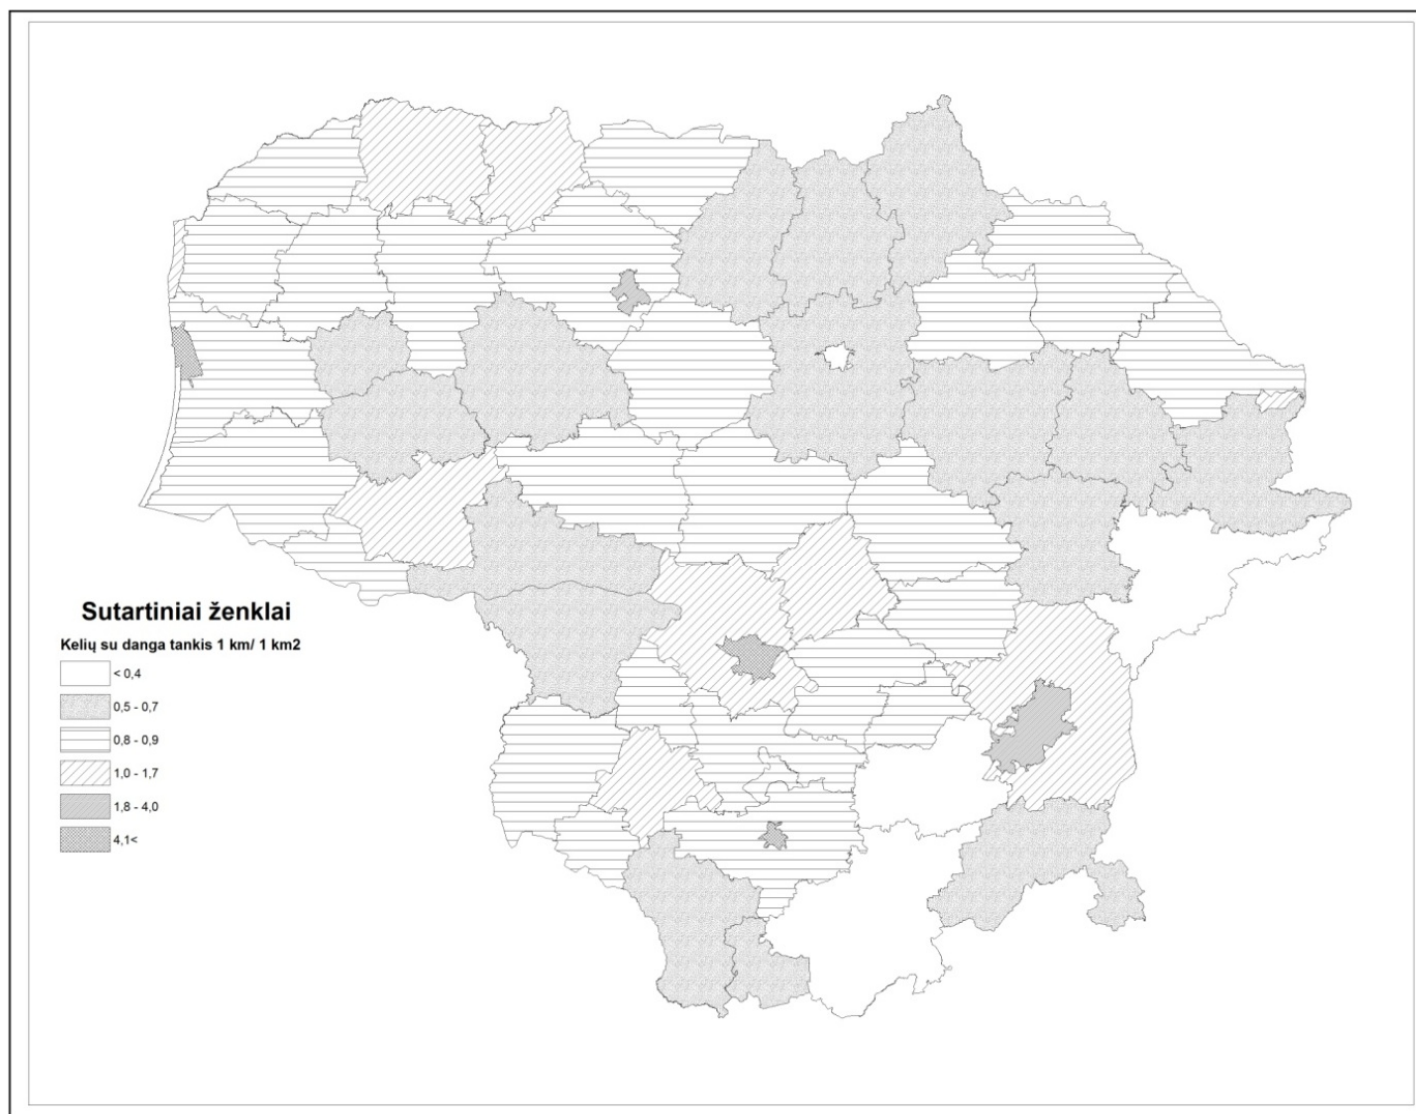 Sutartiniai ženklai
Kelių su danga tankis 1 km/ 1 km2
< 0,4
0,5 - 0,7
0,8 - 0,9
1,0 - 1,7
1,8 - 4,0
4,1<